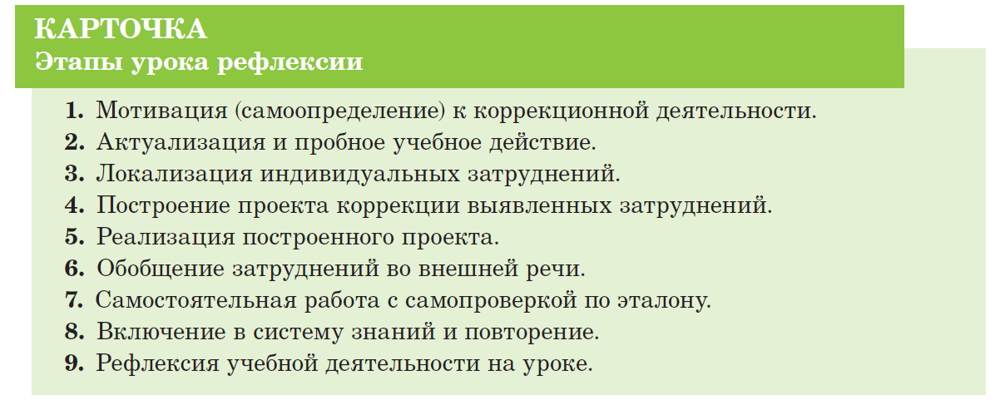 КАРТОЧКА
Этапы урока рефлексии
1. Мотивация (самоопределение) к коррекционной деятельности.
2. Актуализация и пробное учебное действие.
3. Локализация индивидуальных затруднений.
4. Построение проекта коррекции выявленных затруднений.
5. Реализация построенного проекта.
6. Обобщение затруднений во внешней речи.
7. Самостоятельная работа с самопроверкой по эталону.
8. Включение в систему знаний и повторение.
9. Рефлексия учебной деятельности на уроке.